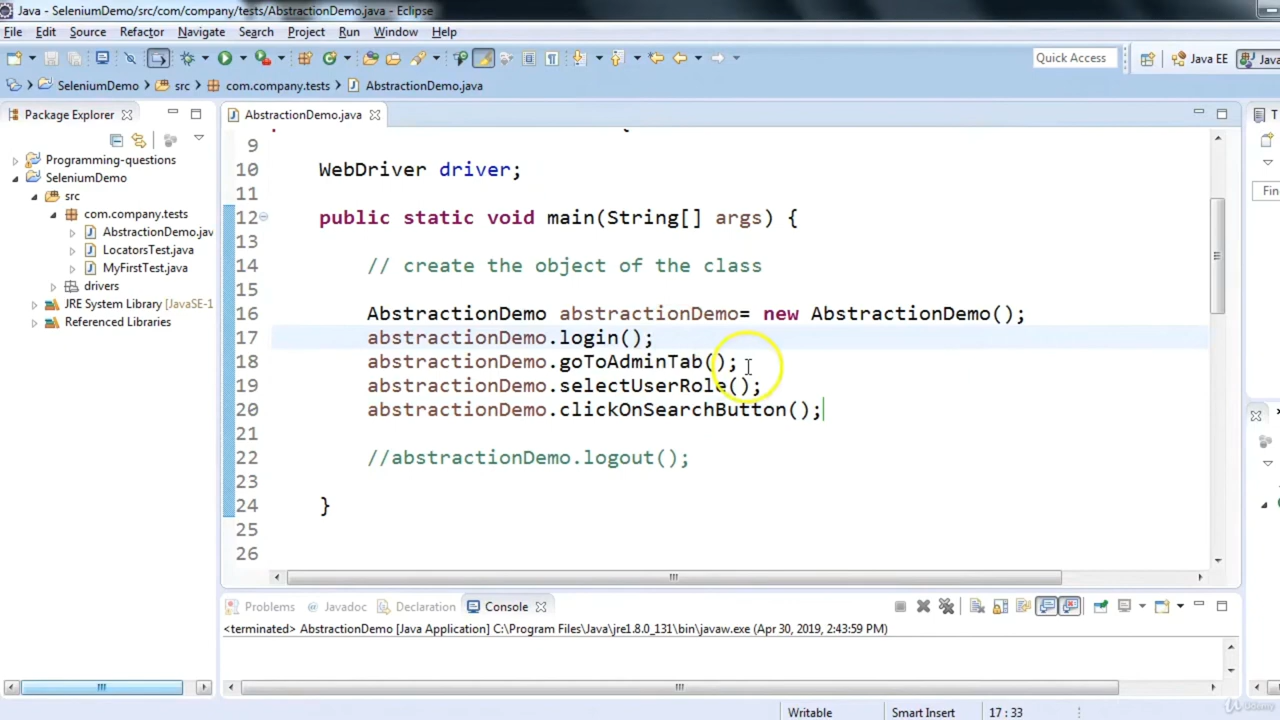 Java - SeleniumDemo/src/com/company/tests/AbstractionDemo.java - Eclipse
File Edit Source Refactor Navigate Search Project Run Window Help
Quick Access
Java EE
Java
SeleniumDemo src com.company.tests AbstractionDemo.java
Package Explorer
AbstractionDemo.java
Programming-questions
SeleniumDemo
src
com.company.tests
AbstractionDemo.jav
LocatorsTest.java
MyFirstTest.java
drivers
JRE System Library [JavaSE-1
Referenced Libraries
9
10 WebDriver driver;
11
12 public static void main(String[] args) {
13
14 // create the object of the class
15
16 AbstractionDemo abstractionDemo= new AbstractionDemo();
17 abstractionDemo.login();
18 abstractionDemo.goToAdminTab();
19 abstractionDemo.selectUserRole();
20 abstractionDemo.clickOnSearchButton();
21
22 //abstractionDemo.logout();
23
24 }
25
26
T
Fin
Problems @ Javadoc Declaration Console
<terminated> AbstractionDemo [Java Application] C:\Program Files\Java\jre1.8.0_131\bin\javaw.exe (Apr 30, 2019, 2:43:59 PM)
Writable Smart Insert 17 : 33
Udemy